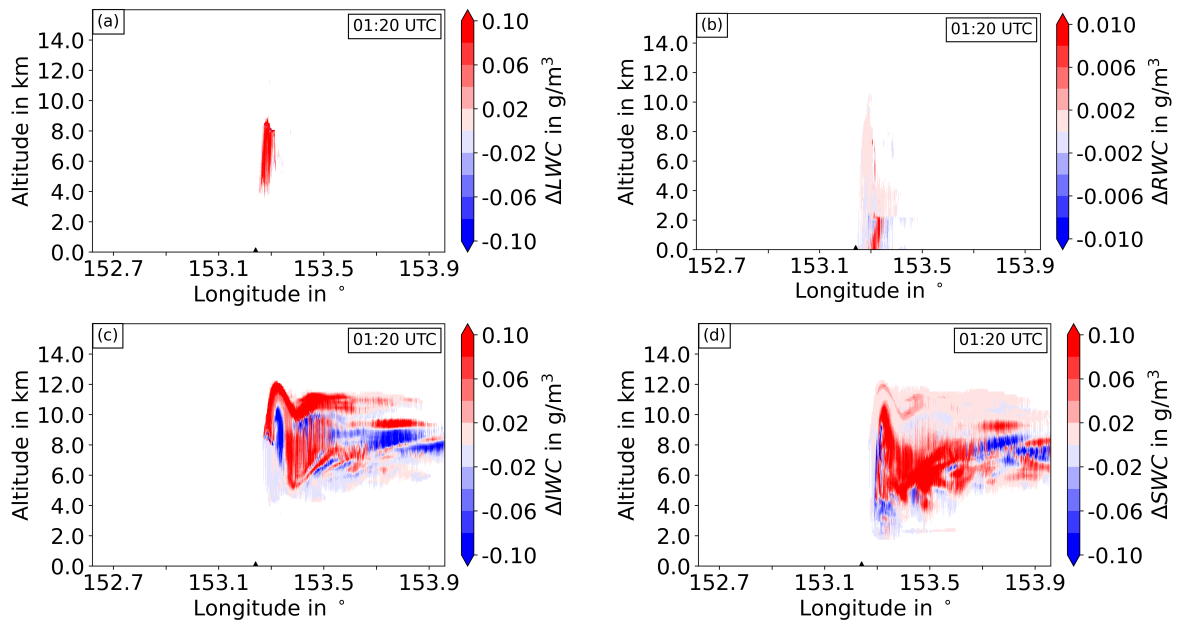 (a)
01:20 UTC
14.0
12.0
10.0
8.0
6.0
4.0
2.0
0.0
Altitude in km
152.7 153.1 153.5 153.9
Longitude in °
0.10
0.06
0.02
-0.02
-0.06
-0.10
ΔLWC in g/m³
(b)
01:20 UTC
14.0
12.0
10.0
8.0
6.0
4.0
2.0
0.0
Altitude in km
152.7 153.1 153.5 153.9
Longitude in °
0.010
0.006
0.002
-0.002
-0.006
-0.010
ΔRWC in g/m³
(c)
01:20 UTC
14.0
12.0
10.0
8.0
6.0
4.0
2.0
0.0
Altitude in km
152.7 153.1 153.5 153.9
Longitude in °
0.10
0.06
0.02
-0.02
-0.06
-0.10
ΔIWC in g/m³
(d)
01:20 UTC
14.0
12.0
10.0
8.0
6.0
4.0
2.0
0.0
Altitude in km
152.7 153.1 153.5 153.9
Longitude in °
0.10
0.06
0.02
-0.02
-0.06
-0.10
ΔSWC in g/m³